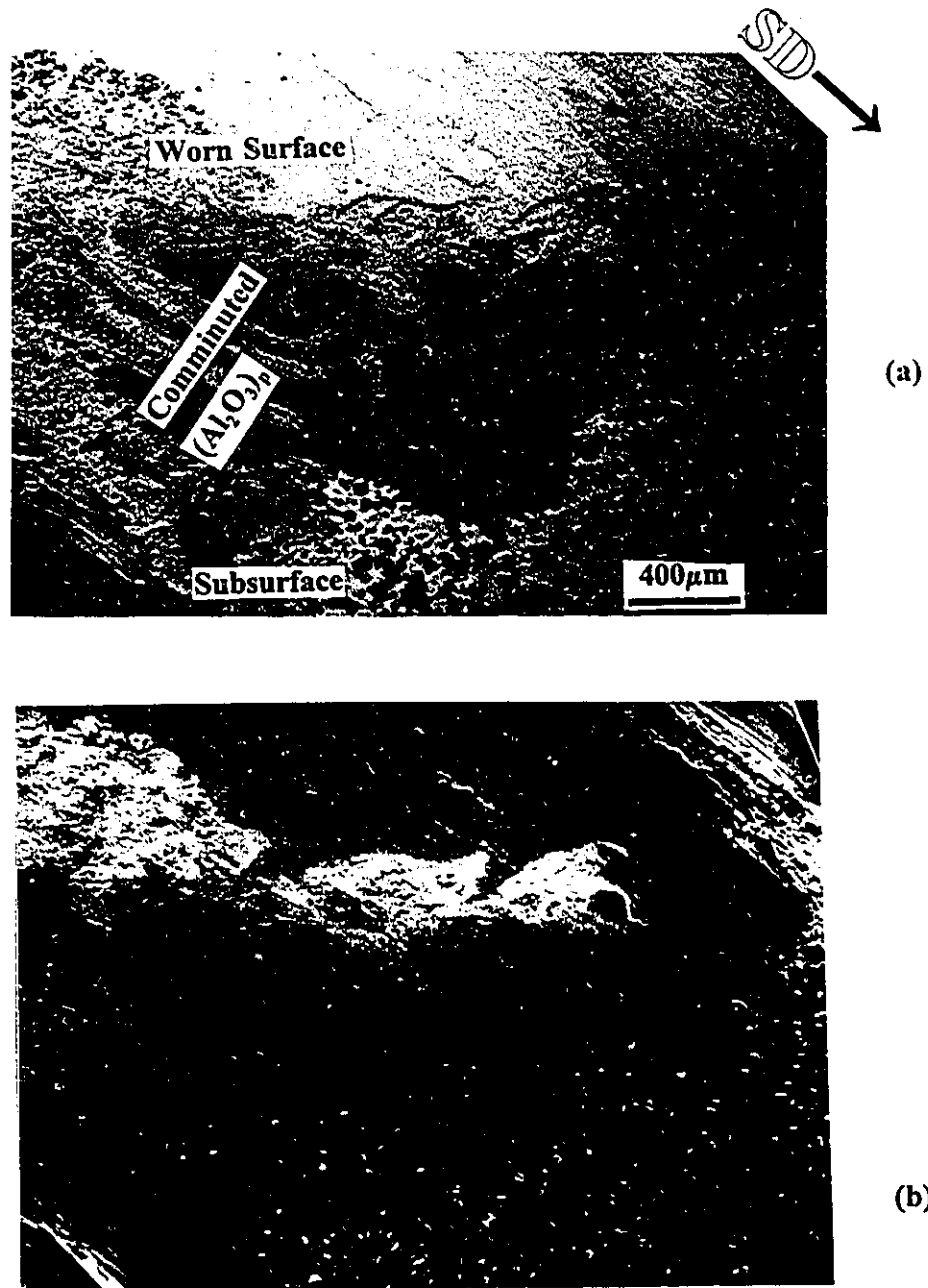 SD
Worn Surface
Comminuted
(Al₂O₃)ₚ
(a)
Subsurface
400μm
(b)